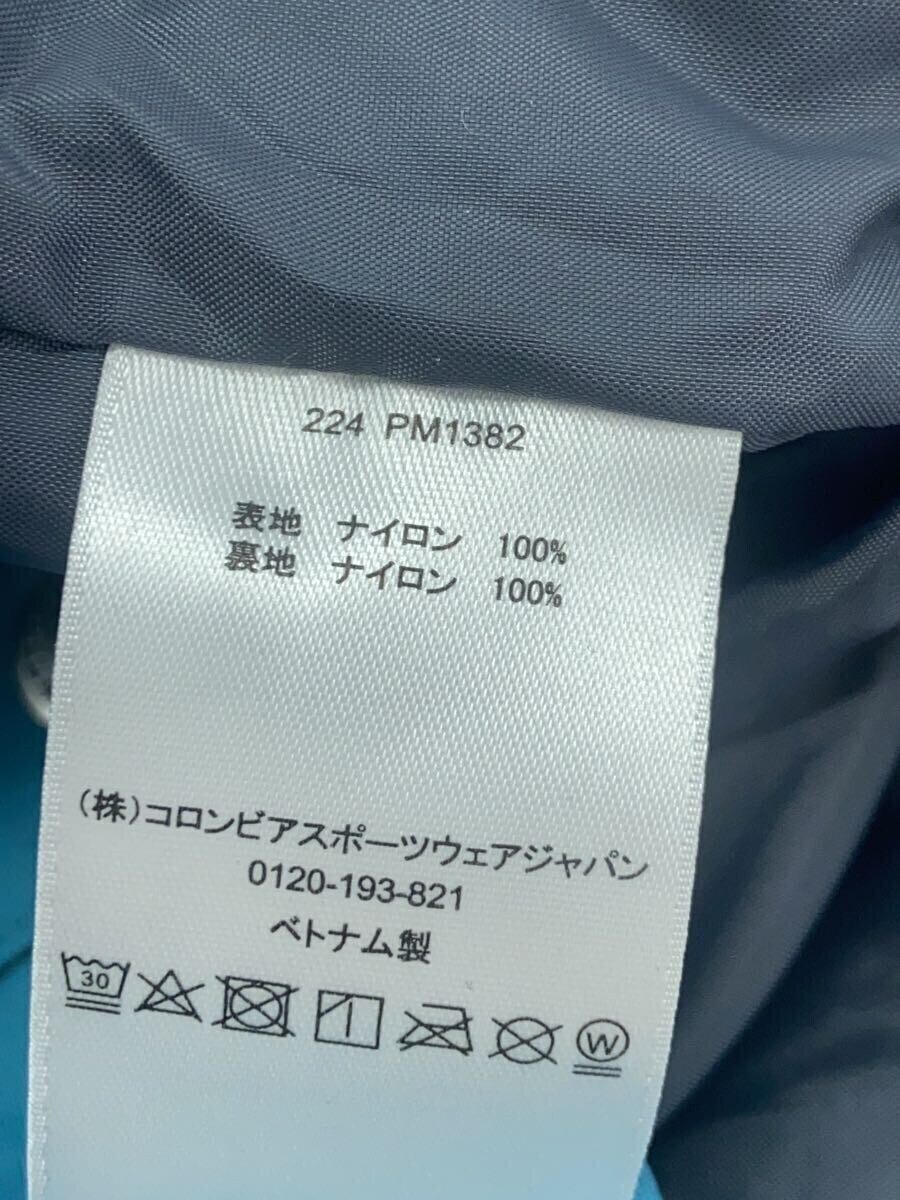 224 PM1382
表地 ナイロン 100%
裏地 ナイロン 100%
(株)コロンビアスポーツウェアジャパン
0120-193-821
ベトナム製
30
W